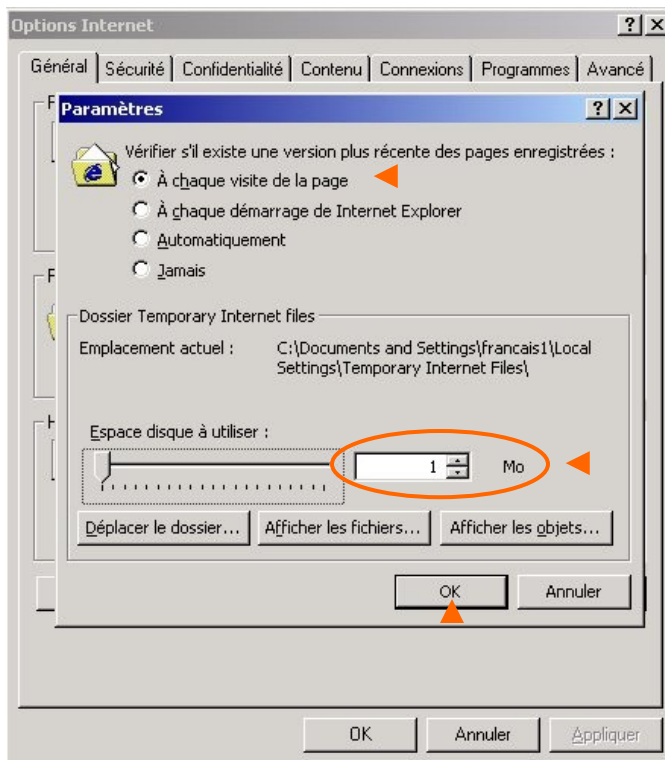 Options Internet
Général Sécurité Confidentialité Contenu Connexions Programmes Avancé
Paramètres
Vérifier s'il existe une version plus récente des pages enregistrées :
À chaque visite de la page
À chaque démarrage de Internet Explorer
Automatiquement
Jamais
Dossier Temporary Internet files
Emplacement actuel : C:\Documents and Settings\francais1\Local
Settings\Temporary Internet Files\
Espace disque à utiliser :
1 Mo
Déplacer le dossier... Afficher les fichiers... Afficher les objets...
OK Annuler
OK Annuler Appliquer